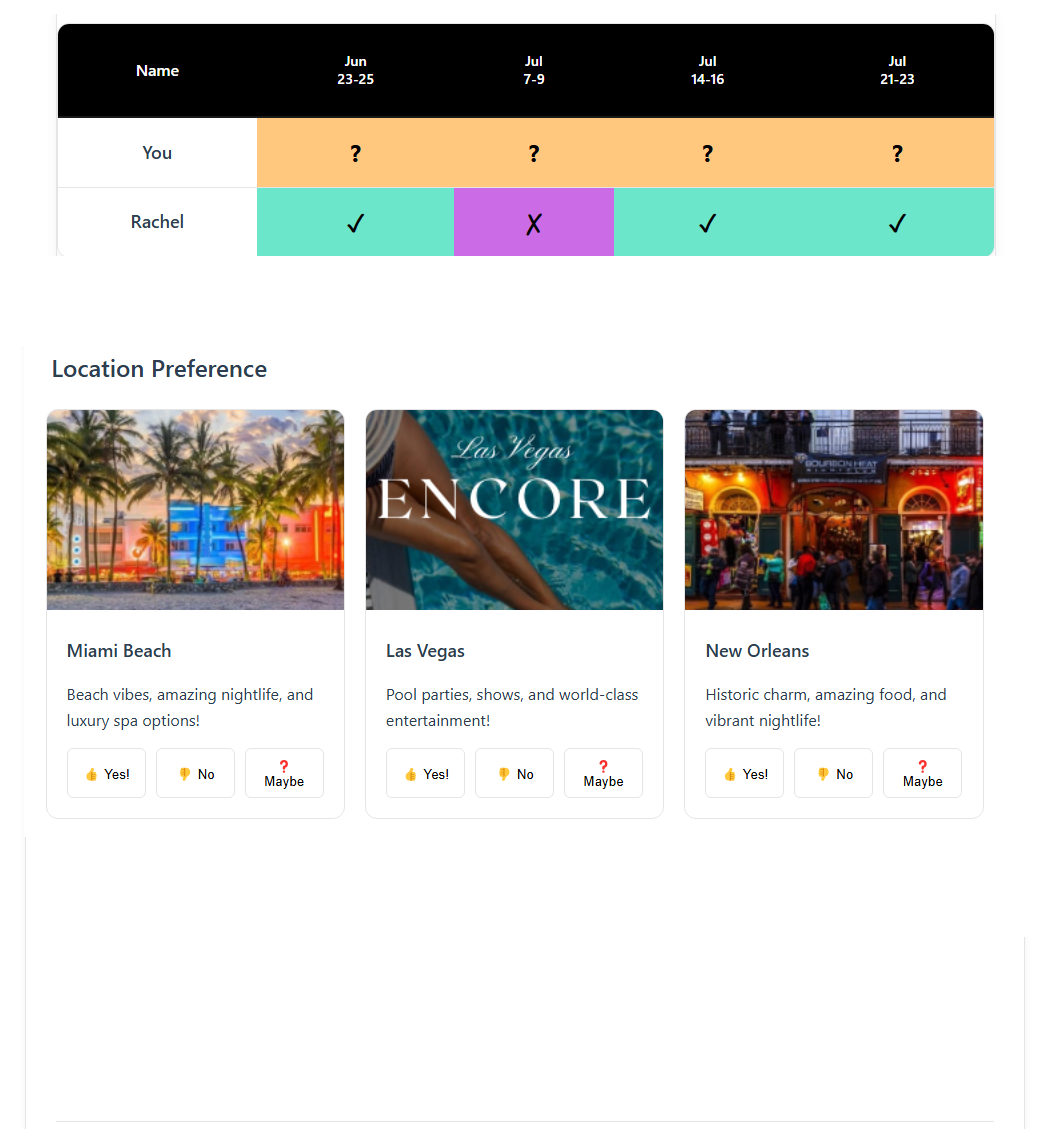 Name
Jun
23-25
Jul
7-9
Jul
14-16
Jul
21-23
You
?
?
?
?
Rachel
✓
✗
✓
✓
Location Preference
Las Vegas
ENCORE
BOURBON HEAT
Miami Beach
Beach vibes, amazing nightlife, and
luxury spa options!
👍 Yes!
👎 No
❓
Maybe
Las Vegas
Pool parties, shows, and world-class
entertainment!
👍 Yes!
👎 No
❓
Maybe
New Orleans
Historic charm, amazing food, and
vibrant nightlife!
👍 Yes!
👎 No
❓
Maybe